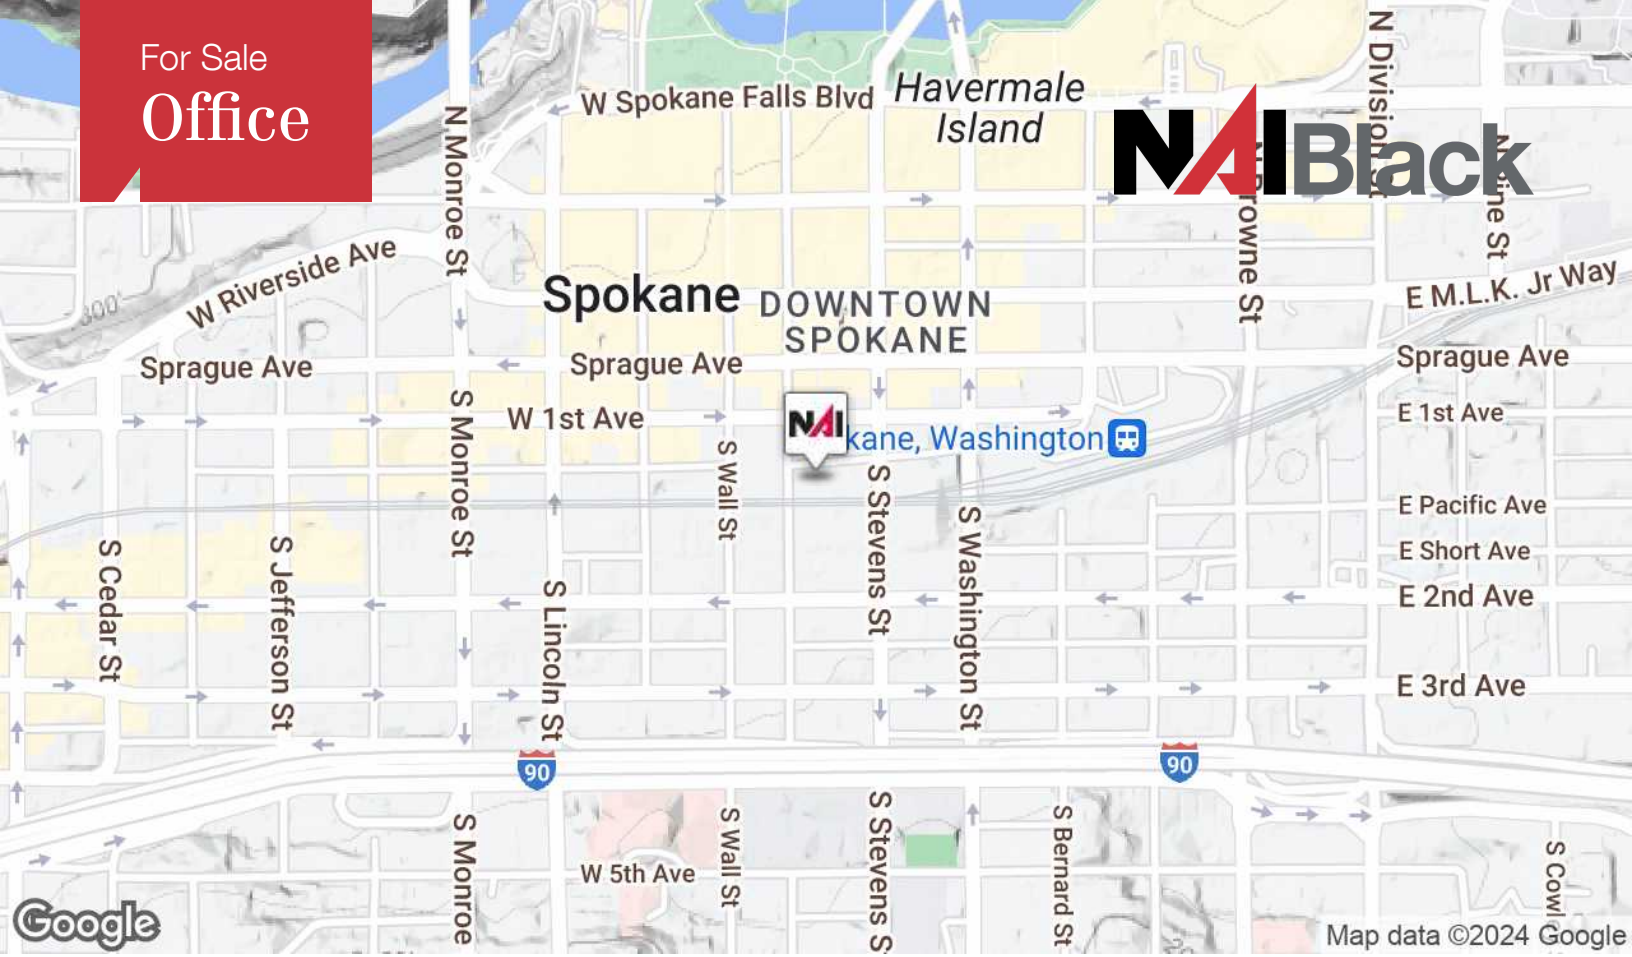 For Sale
Office
NAIBlack
W Spokane Falls Blvd
Havermale
Island
N Monroe St
N Division St
W Riverside Ave
Spokane
DOWNTOWN
SPOKANE
E M.L.K. Jr Way
Sprague Ave
Sprague Ave
Sprague Ave
W 1st Ave
E 1st Ave
NAI
kane, Washington
S Monroe St
S Wall St
S Stevens St
S Washington St
E Pacific Ave
E Short Ave
E 2nd Ave
S Cedar St
S Jefferson St
S Lincoln St
E 3rd Ave
90
90
S Monroe
S Wall St
S Stevens S
S Bernard St
S Cowl
W 5th Ave
Google
Map data ©2024 Google